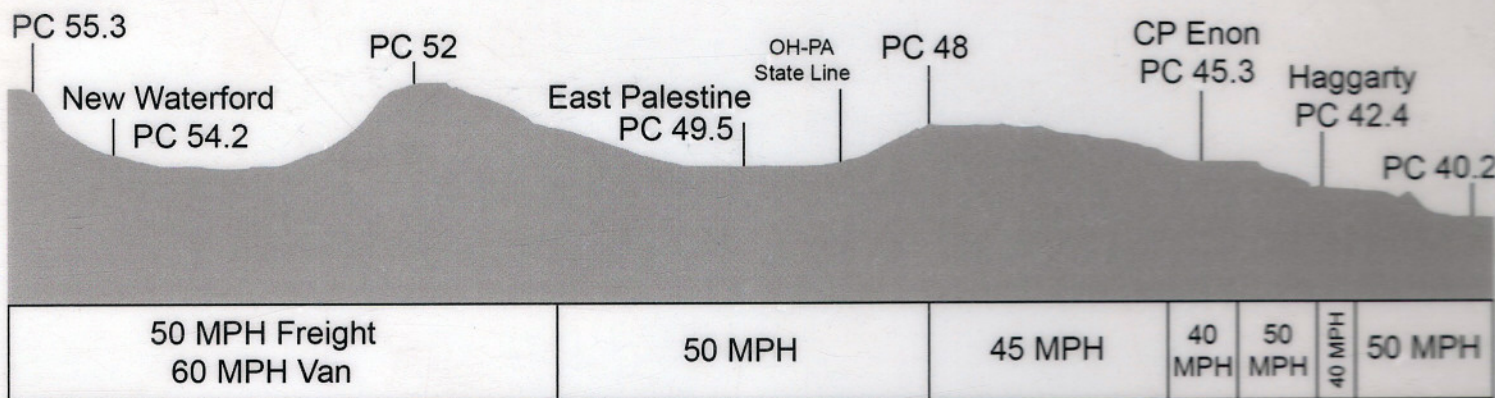 PC 55.3
New Waterford
PC 54.2
PC 52
East Palestine
PC 49.5
OH-PA
State Line
PC 48
CP Enon
PC 45.3
Haggarty
PC 42.4
PC 40.2
50 MPH Freight
60 MPH Van
50 MPH
45 MPH
40
MPH
50
MPH
40 MPH
50 MPH